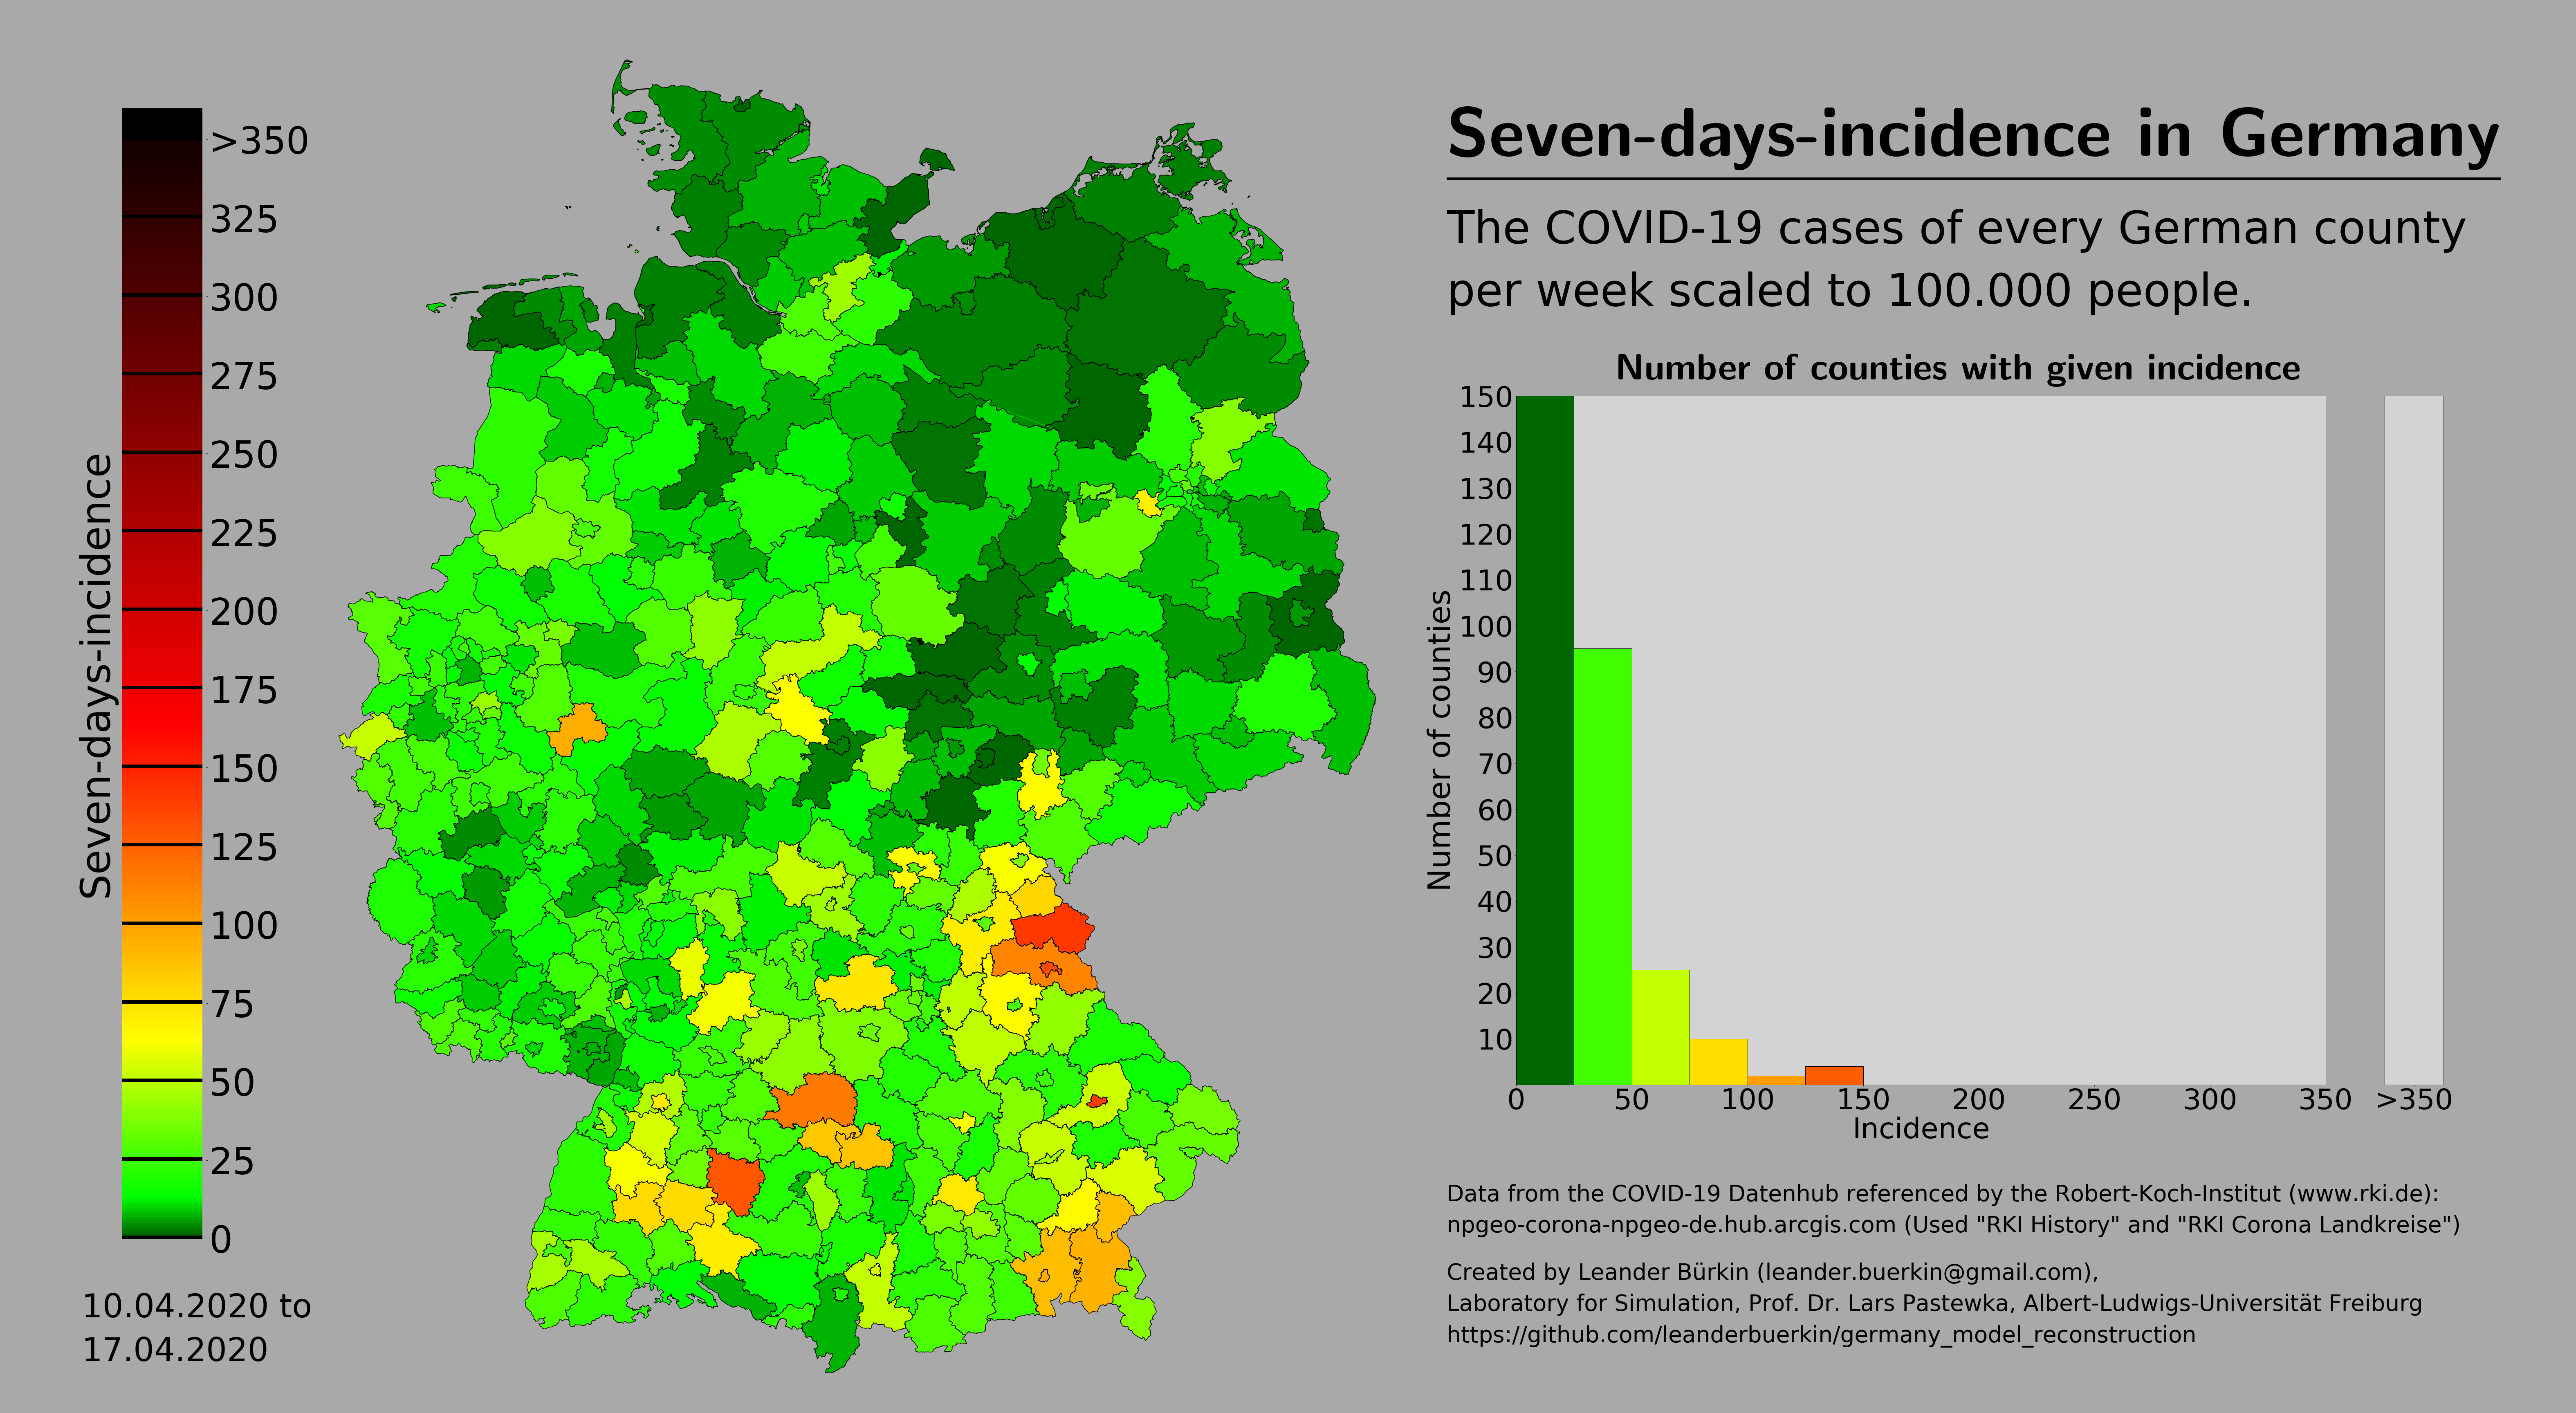 Seven-days-incidence in Germany
The COVID-19 cases of every German county
per week scaled to 100.000 people.
Seven-days-incidence
>350
325
300
275
250
225
200
175
150
125
100
75
50
25
0
10.04.2020 to
17.04.2020
Number of counties with given incidence
Number of counties
150
140
130
120
110
100
90
80
70
60
50
40
30
20
10
0 50 100 150 200 250 300 350 >350
Incidence
Data from the COVID-19 Datenhub referenced by the Robert-Koch-Institut (www.rki.de):
npgeo-corona-npgeo-de.hub.arcgis.com (Used "RKI History" and "RKI Corona Landkreise")
Created by Leander Bürkin (leander.buerkin@gmail.com),
Laboratory for Simulation, Prof. Dr. Lars Pastewka, Albert-Ludwigs-Universität Freiburg
https://github.com/leanderbuerkin/germany_model_reconstruction